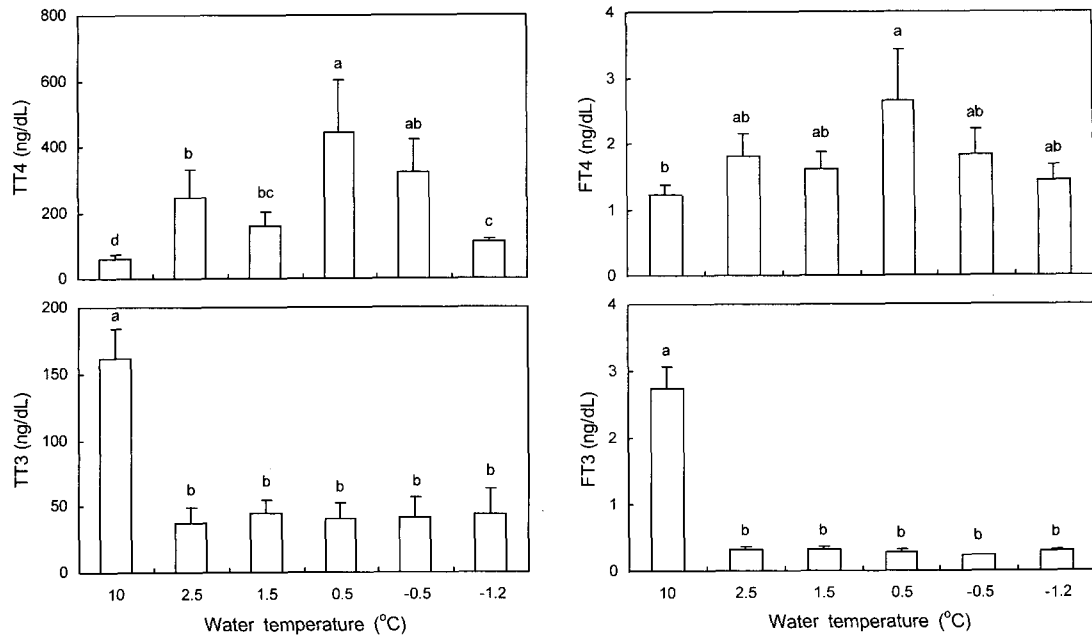 800
600
400
200
0
TT4 (ng/dL)
d
b
bc
a
ab
c
4
3
2
1
0
FT4 (ng/dL)
b
ab
ab
a
ab
ab
200
150
100
50
0
TT3 (ng/dL)
a
b
b
b
b
b
10 2.5 1.5 0.5 -0.5 -1.2
Water temperature (°C)
4
3
2
1
0
FT3 (ng/dL)
a
b
b
b
b
b
10 2.5 1.5 0.5 -0.5 -1.2
Water temperature (°C)